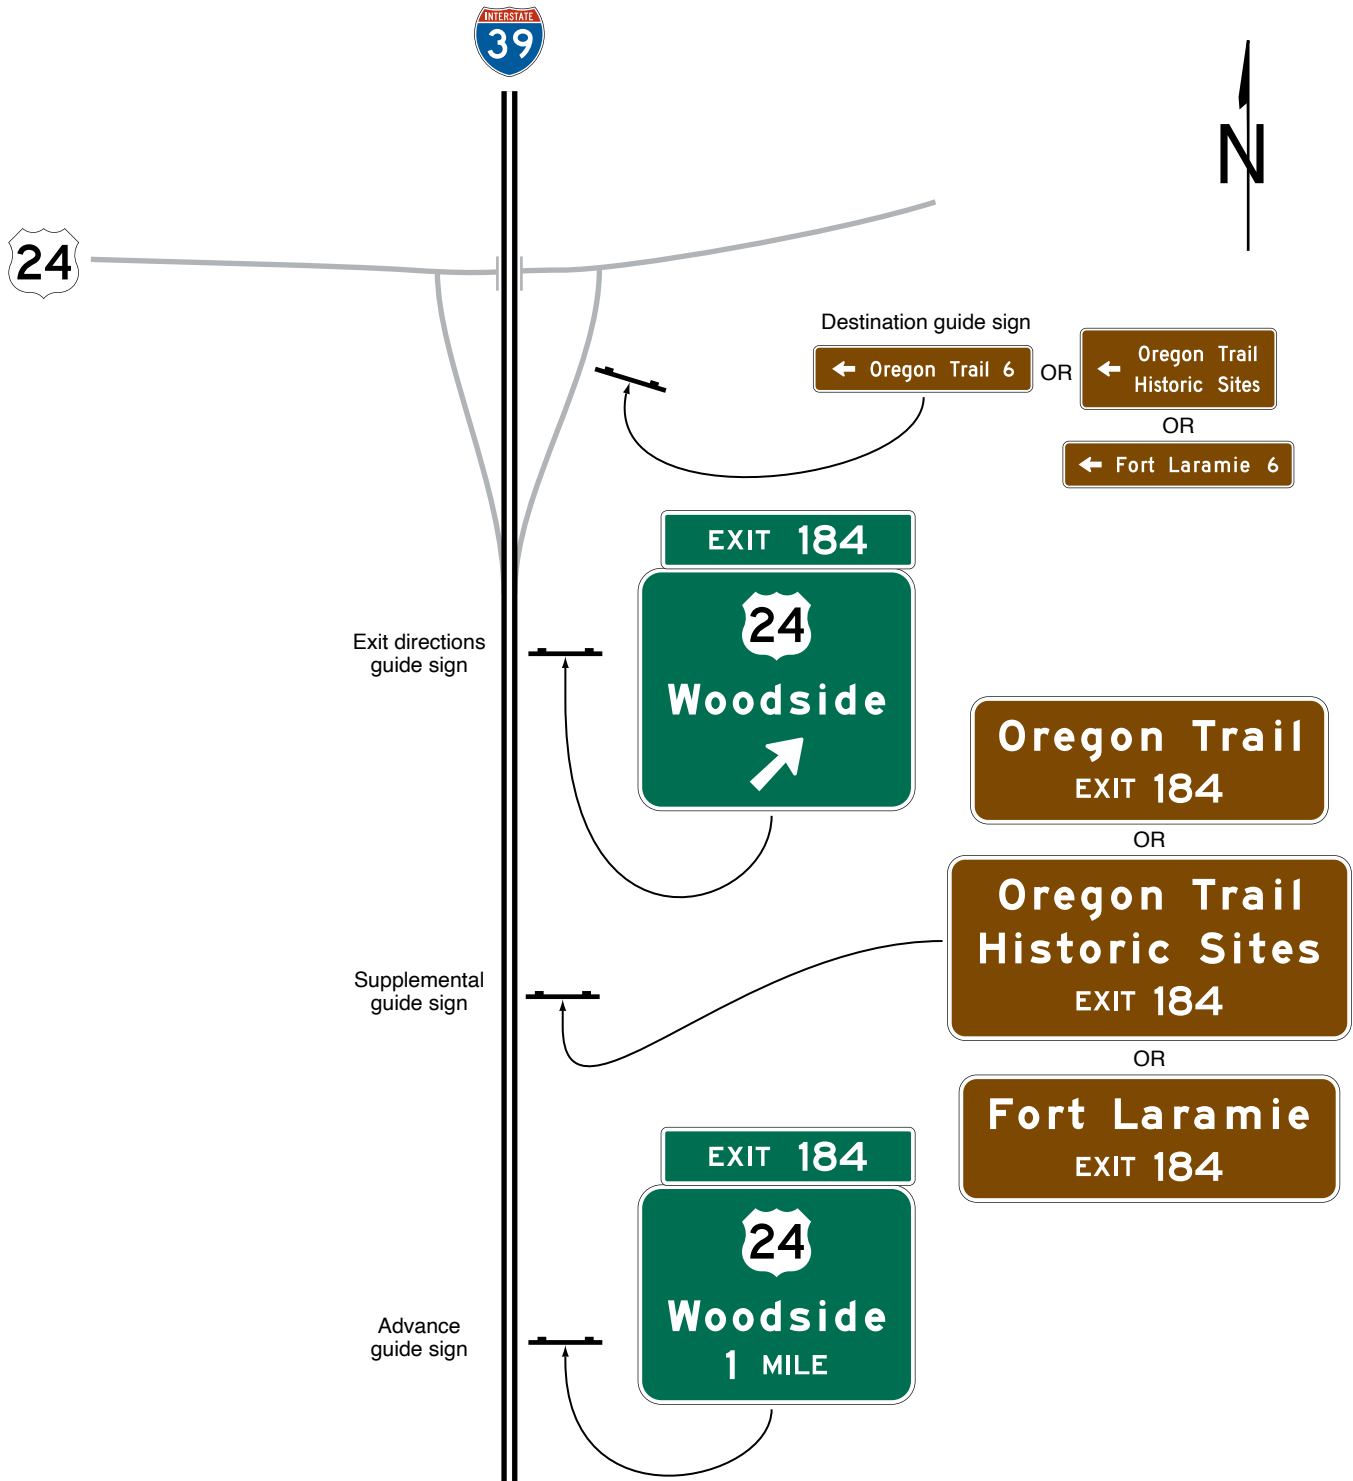 INTERSTATE
39
N
24
Destination guide sign
Oregon Trail 6
OR
Oregon Trail
Historic Sites
OR
Fort Laramie 6
EXIT 184
24
Woodside
Exit directions
guide sign
Oregon Trail
EXIT 184
OR
Oregon Trail
Historic Sites
EXIT 184
Supplemental
guide sign
OR
Fort Laramie
EXIT 184
EXIT 184
24
Woodside
1 MILE
Advance
guide sign